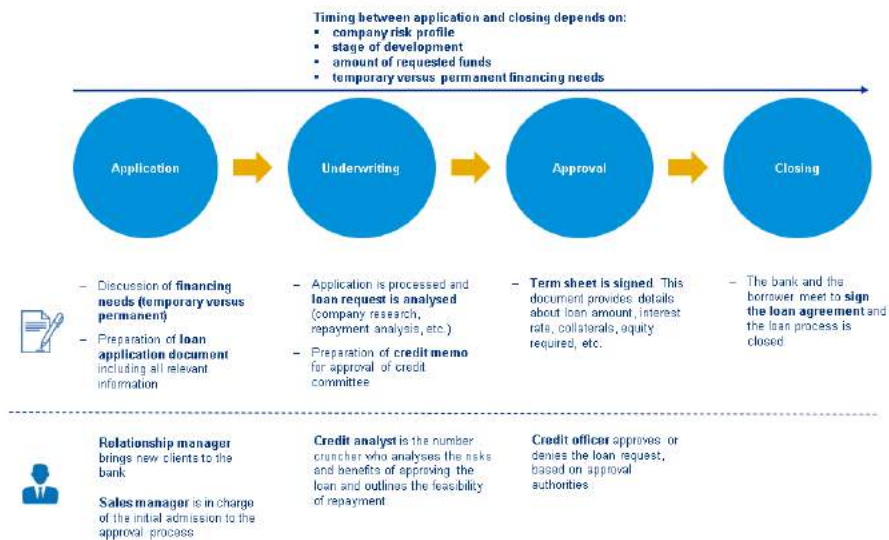 Timing between application and closing depends on:
▪ company risk profile
▪ stage of development
▪ amount of requested funds
▪ temporary versus permanent financing needs
Application
Underwriting
Approval
Closing
– Discussion of financing
needs (temporary versus
permanent)
– Preparation of loan
application document
including all relevant
information
– Application is processed and
loan request is analysed
(company research,
repayment analysis, etc.)
– Preparation of credit memo
for approval of credit
committee
– Term sheet is signed. This
document provides details
about loan amount, interest
rate, collaterals, equity
required, etc.
– The bank and the
borrower meet to sign
the loan agreement and
the loan process is
closed
Relationship manager
brings new clients to the
bank
Sales manager is in charge
of the initial admission to the
approval process
Credit analyst is the number
cruncher who analyses the risks
and benefits of approving the
loan and outlines the feasibility
of repayment
Credit officer approves or
denies the loan request,
based on approval
authorities